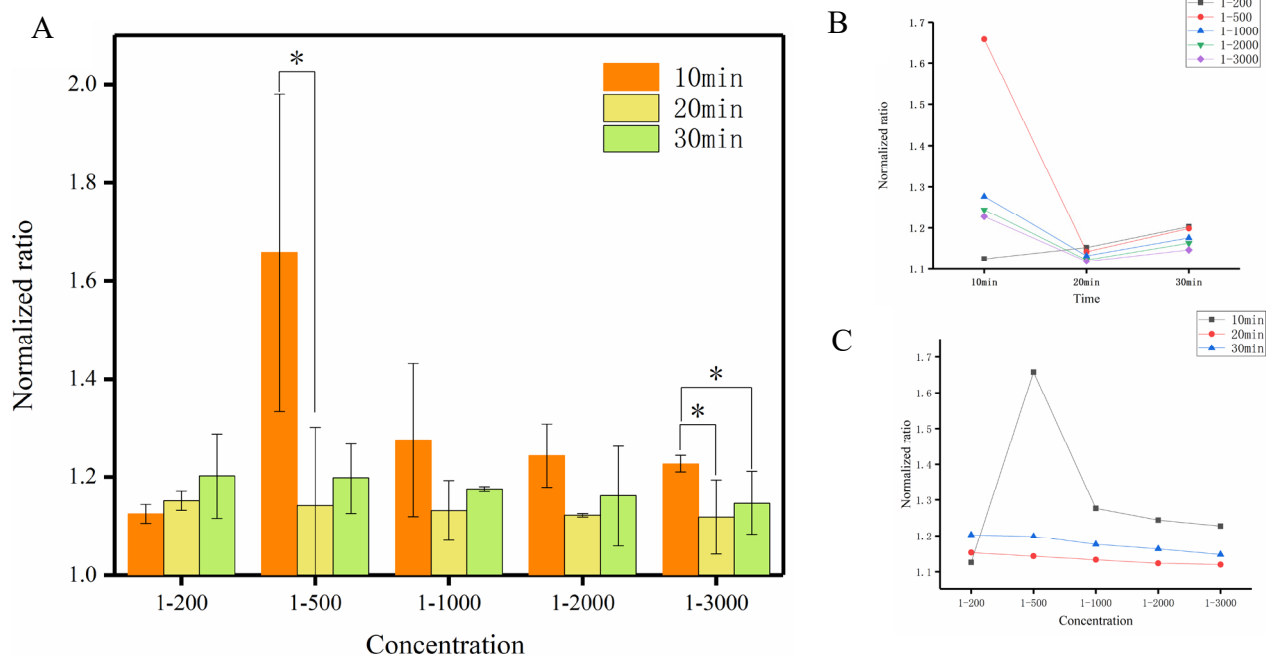 A
*
10min
20min
30min
*
*
2.0
1.8
1.6
1.4
1.2
1.0
Normalized ratio
1-200
1-500
1-1000
1-2000
1-3000
Concentration
B
1-200
1-500
1-1000
1-2000
1-3000
1.7
1.6
1.5
1.4
1.3
1.2
1.1
Normalized ratio
10min
20min
30min
Time
C
10min
20min
30min
1.7
1.6
1.5
1.4
1.3
1.2
1.1
Normalized ratio
1-200
1-500
1-1000
1-2000
1-3000
Concentration